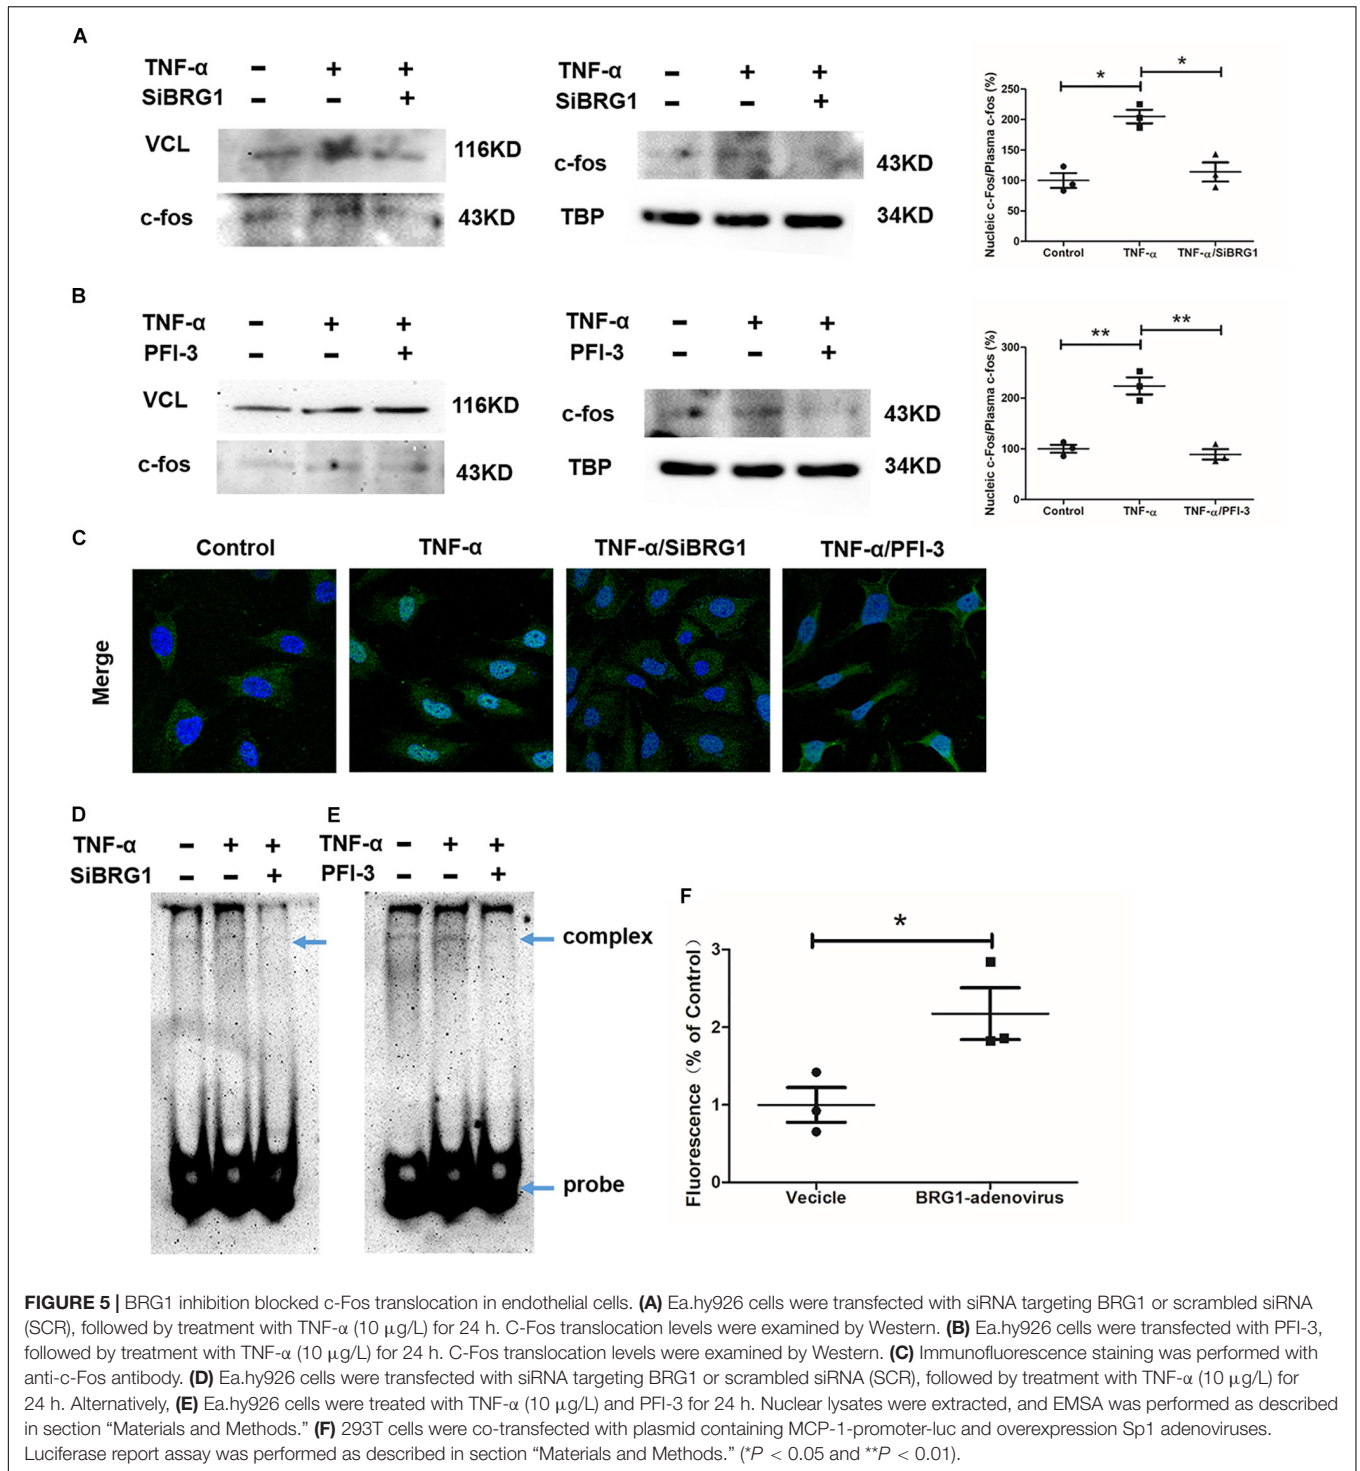 A
TNF-α − + +
SiBRG1 − − +
VCL 116KD
c-fos 43KD
TNF-α − + +
SiBRG1 − − +
c-fos 43KD
TBP 34KD
* *
Nucleic c-Fos/Plasma c-fos (%)
250
200
150
100
50
0
Control TNF-α TNF-α/SiBRG1
B
TNF-α − + +
PFI-3 − − +
VCL 116KD
c-fos 43KD
TNF-α − + +
PFI-3 − − +
c-fos 43KD
TBP 34KD
** **
Nucleic c-Fos/Plasma c-fos (%)
300
200
100
0
Control TNF-α TNF-α/PFI-3
C
Control TNF-α TNF-α/SiBRG1 TNF-α/PFI-3
Merge
D
TNF-α − + +
SiBRG1 − − +
E
TNF-α − + +
PFI-3 − − +
complex
probe
F
*
Fluorescence (% of Control)
3
2
1
0
Vecicle BRG1-adenovirus
FIGURE 5 | BRG1 inhibition blocked c-Fos translocation in endothelial cells. (A) Ea.hy926 cells were transfected with siRNA targeting BRG1 or scrambled siRNA
(SCR), followed by treatment with TNF-α (10 μg/L) for 24 h. C-Fos translocation levels were examined by Western. (B) Ea.hy926 cells were transfected with PFI-3,
followed by treatment with TNF-α (10 μg/L) for 24 h. C-Fos translocation levels were examined by Western. (C) Immunofluorescence staining was performed with
anti-c-Fos antibody. (D) Ea.hy926 cells were transfected with siRNA targeting BRG1 or scrambled siRNA (SCR), followed by treatment with TNF-α (10 μg/L) for
24 h. Alternatively, (E) Ea.hy926 cells were treated with TNF-α (10 μg/L) and PFI-3 for 24 h. Nuclear lysates were extracted, and EMSA was performed as described
in section “Materials and Methods.” (F) 293T cells were co-transfected with plasmid containing MCP-1-promoter-luc and overexpression Sp1 adenoviruses.
Luciferase report assay was performed as described in section “Materials and Methods.” (*P < 0.05 and **P < 0.01).